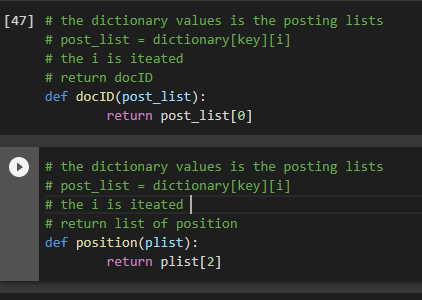 [47] # the dictionary values is the posting lists
# post_list = dictionary[key][i]
# the i is iteated
# return docID
def docID(post_list):
        return post_list[0]
# the dictionary values is the posting lists
# post_list = dictionary[key][i]
# the i is iteated
# return list of position
def position(plist):
        return plist[2]